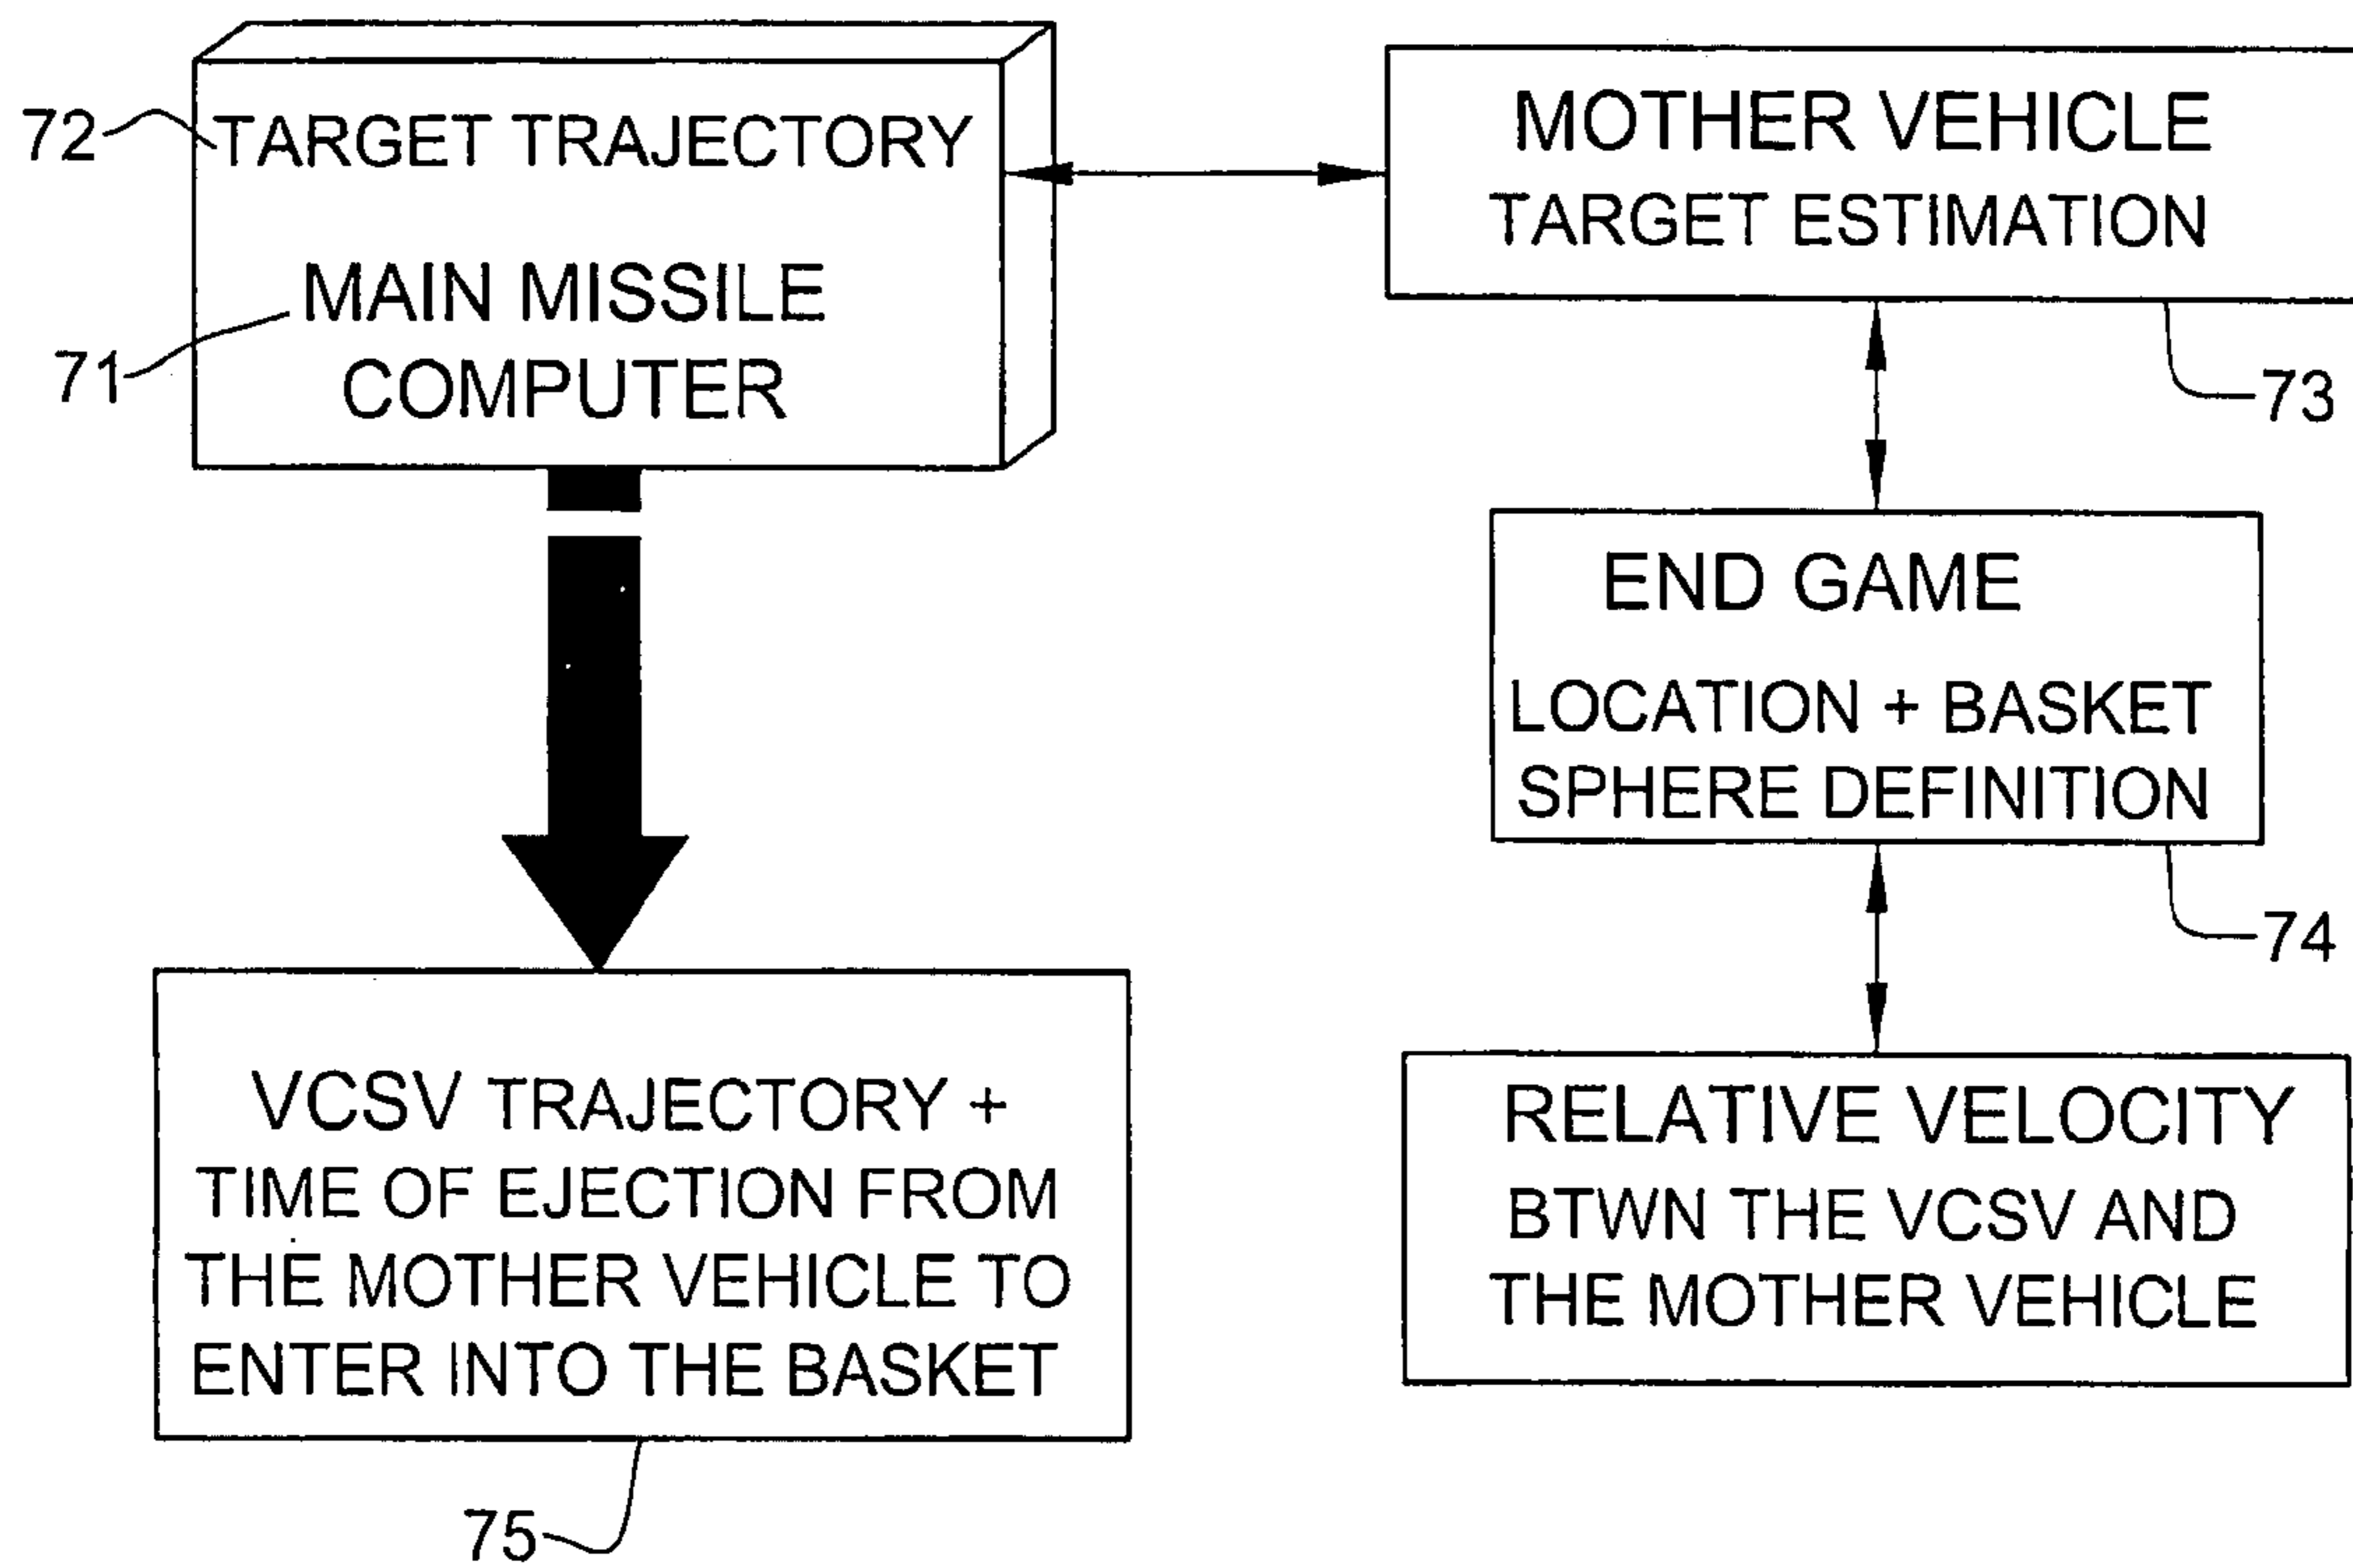 72
TARGET TRAJECTORY
MAIN MISSILE
71
COMPUTER
MOTHER VEHICLE
TARGET ESTIMATION
73
END GAME
LOCATION + BASKET
SPHERE DEFINITION
74
VCSV TRAJECTORY +
TIME OF EJECTION FROM
THE MOTHER VEHICLE TO
ENTER INTO THE BASKET
75
RELATIVE VELOCITY
BTWN THE VCSV AND
THE MOTHER VEHICLE